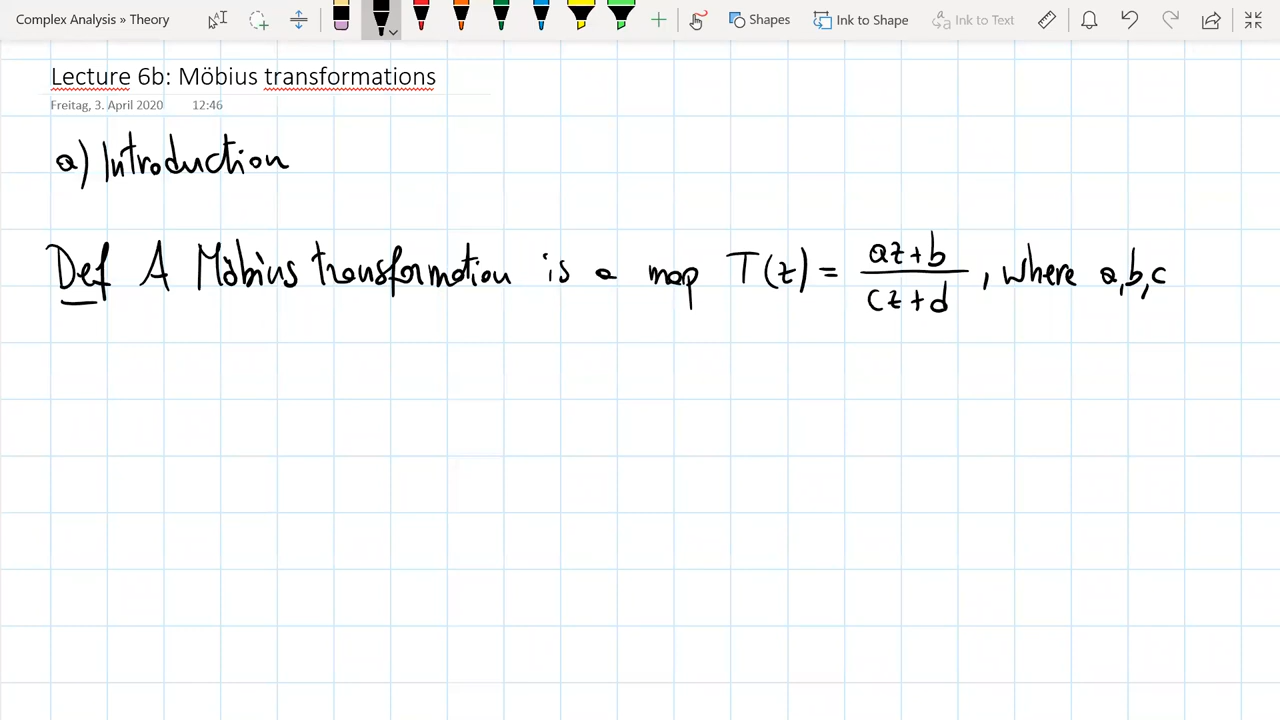 Complex Analysis » Theory
Shapes
Ink to Shape
Ink to Text
Lecture 6b: Möbius transformations
Freitag, 3. April 2020 12:46
a) Introduction
Def A Möbius transformation is a map T(z) = (az+b)/(cz+d), where a,b,c